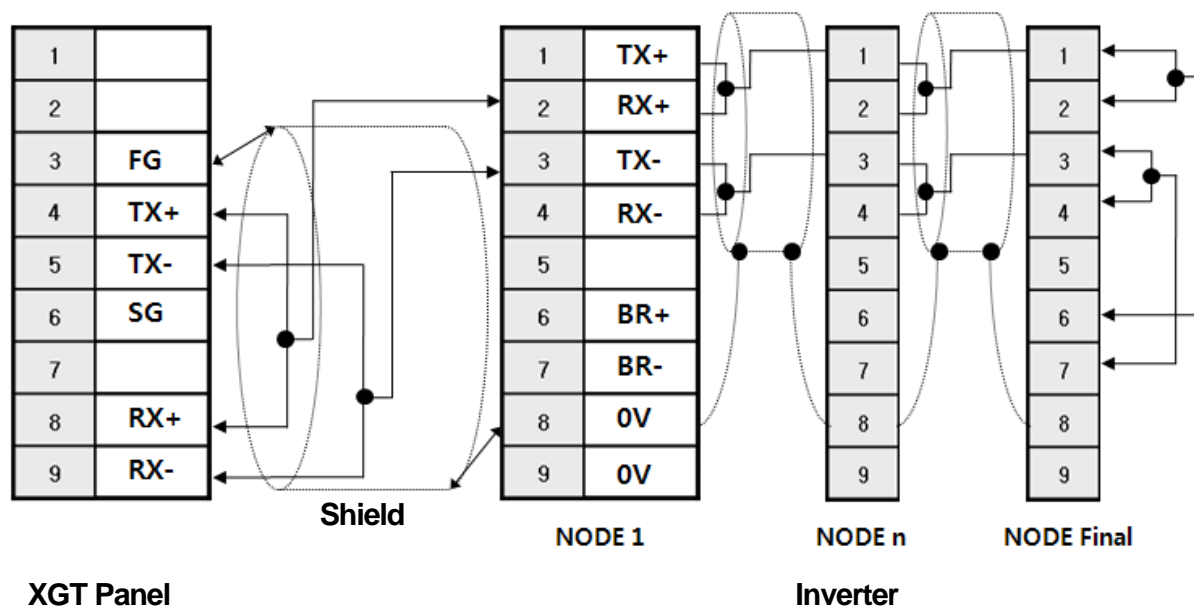 1
2
3 FG
4 TX+
5 TX-
6 SG
7
8 RX+
9 RX-
Shield
XGT Panel
1 TX+
2 RX+
3 TX-
4 RX-
5
6 BR+
7 BR-
8 0V
9 0V
NODE 1
1
2
3
4
5
6
7
8
9
NODE n
1
2
3
4
5
6
7
8
9
NODE Final
Inverter